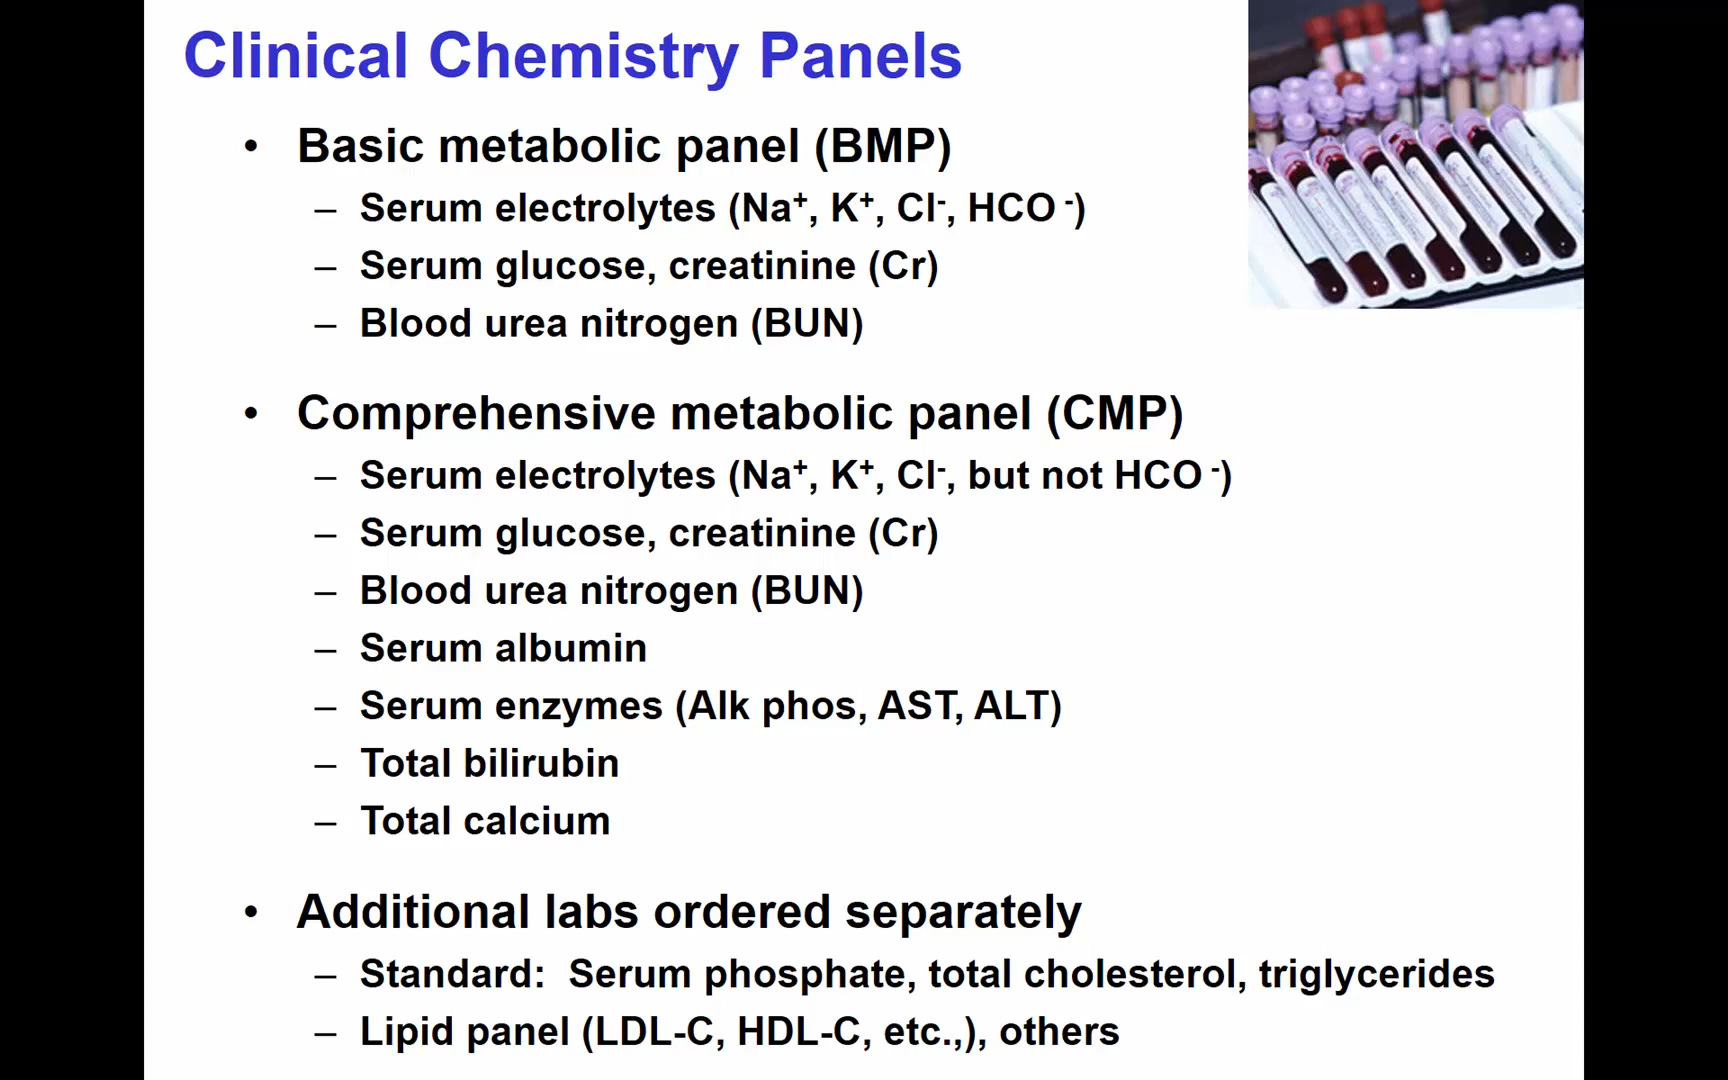 Clinical Chemistry Panels
• Basic metabolic panel (BMP)
– Serum electrolytes (Na⁺, K⁺, Cl⁻, HCO ⁻)
– Serum glucose, creatinine (Cr)
– Blood urea nitrogen (BUN)
• Comprehensive metabolic panel (CMP)
– Serum electrolytes (Na⁺, K⁺, Cl⁻, but not HCO ⁻)
– Serum glucose, creatinine (Cr)
– Blood urea nitrogen (BUN)
– Serum albumin
– Serum enzymes (Alk phos, AST, ALT)
– Total bilirubin
– Total calcium
• Additional labs ordered separately
– Standard:  Serum phosphate, total cholesterol, triglycerides
– Lipid panel (LDL-C, HDL-C, etc.,), others